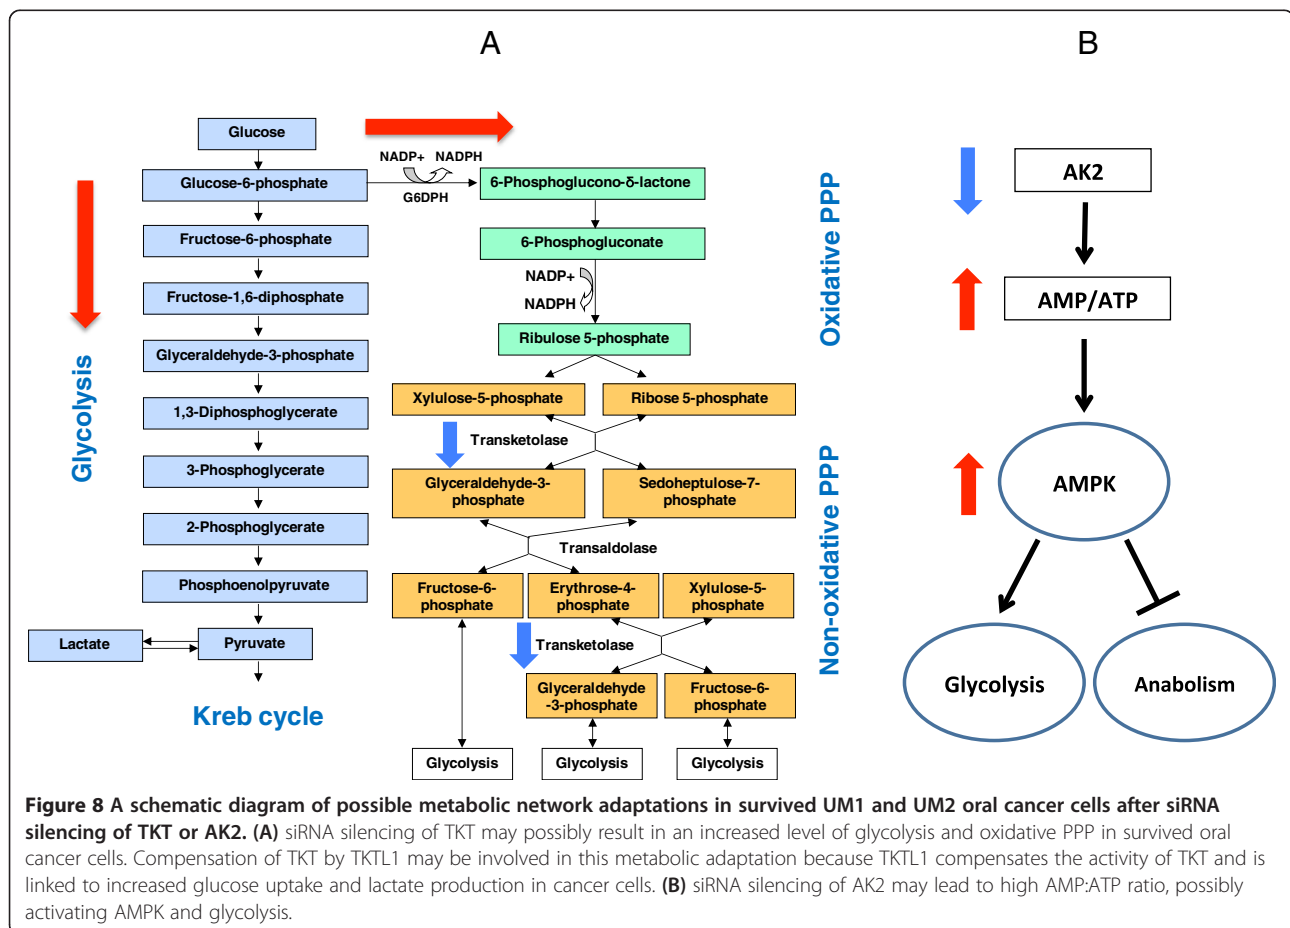 A
B
Glucose
Glucose-6-phosphate
Fructose-6-phosphate
Fructose-1,6-diphosphate
Glyceraldehyde-3-phosphate
1,3-Diphosphoglycerate
3-Phosphoglycerate
2-Phosphoglycerate
Phosphoenolpyruvate
Lactate
Pyruvate
Kreb cycle
Glycolysis
NADP+ NADPH
G6DPH
6-Phosphoglucono-δ-lactone
6-Phosphogluconate
NADP+
NADPH
Ribulose 5-phosphate
Xylulose-5-phosphate
Ribose 5-phosphate
Transketolase
Glyceraldehyde-3-
phosphate
Sedoheptulose-7-
phosphate
Transaldolase
Fructose-6-
phosphate
Erythrose-4-
phosphate
Xylulose-5-
phosphate
Transketolase
Glyceraldehyde
-3-phosphate
Fructose-6-
phosphate
Glycolysis
Glycolysis
Glycolysis
Oxidative PPP
Non-oxidative PPP
AK2
AMP/ATP
AMPK
Glycolysis
Anabolism
Figure 8 A schematic diagram of possible metabolic network adaptations in survived UM1 and UM2 oral cancer cells after siRNA
silencing of TKT or AK2. (A) siRNA silencing of TKT may possibly result in an increased level of glycolysis and oxidative PPP in survived oral
cancer cells. Compensation of TKT by TKTL1 may be involved in this metabolic adaptation because TKTL1 compensates the activity of TKT and is
linked to increased glucose uptake and lactate production in cancer cells. (B) siRNA silencing of AK2 may lead to high AMP:ATP ratio, possibly
activating AMPK and glycolysis.